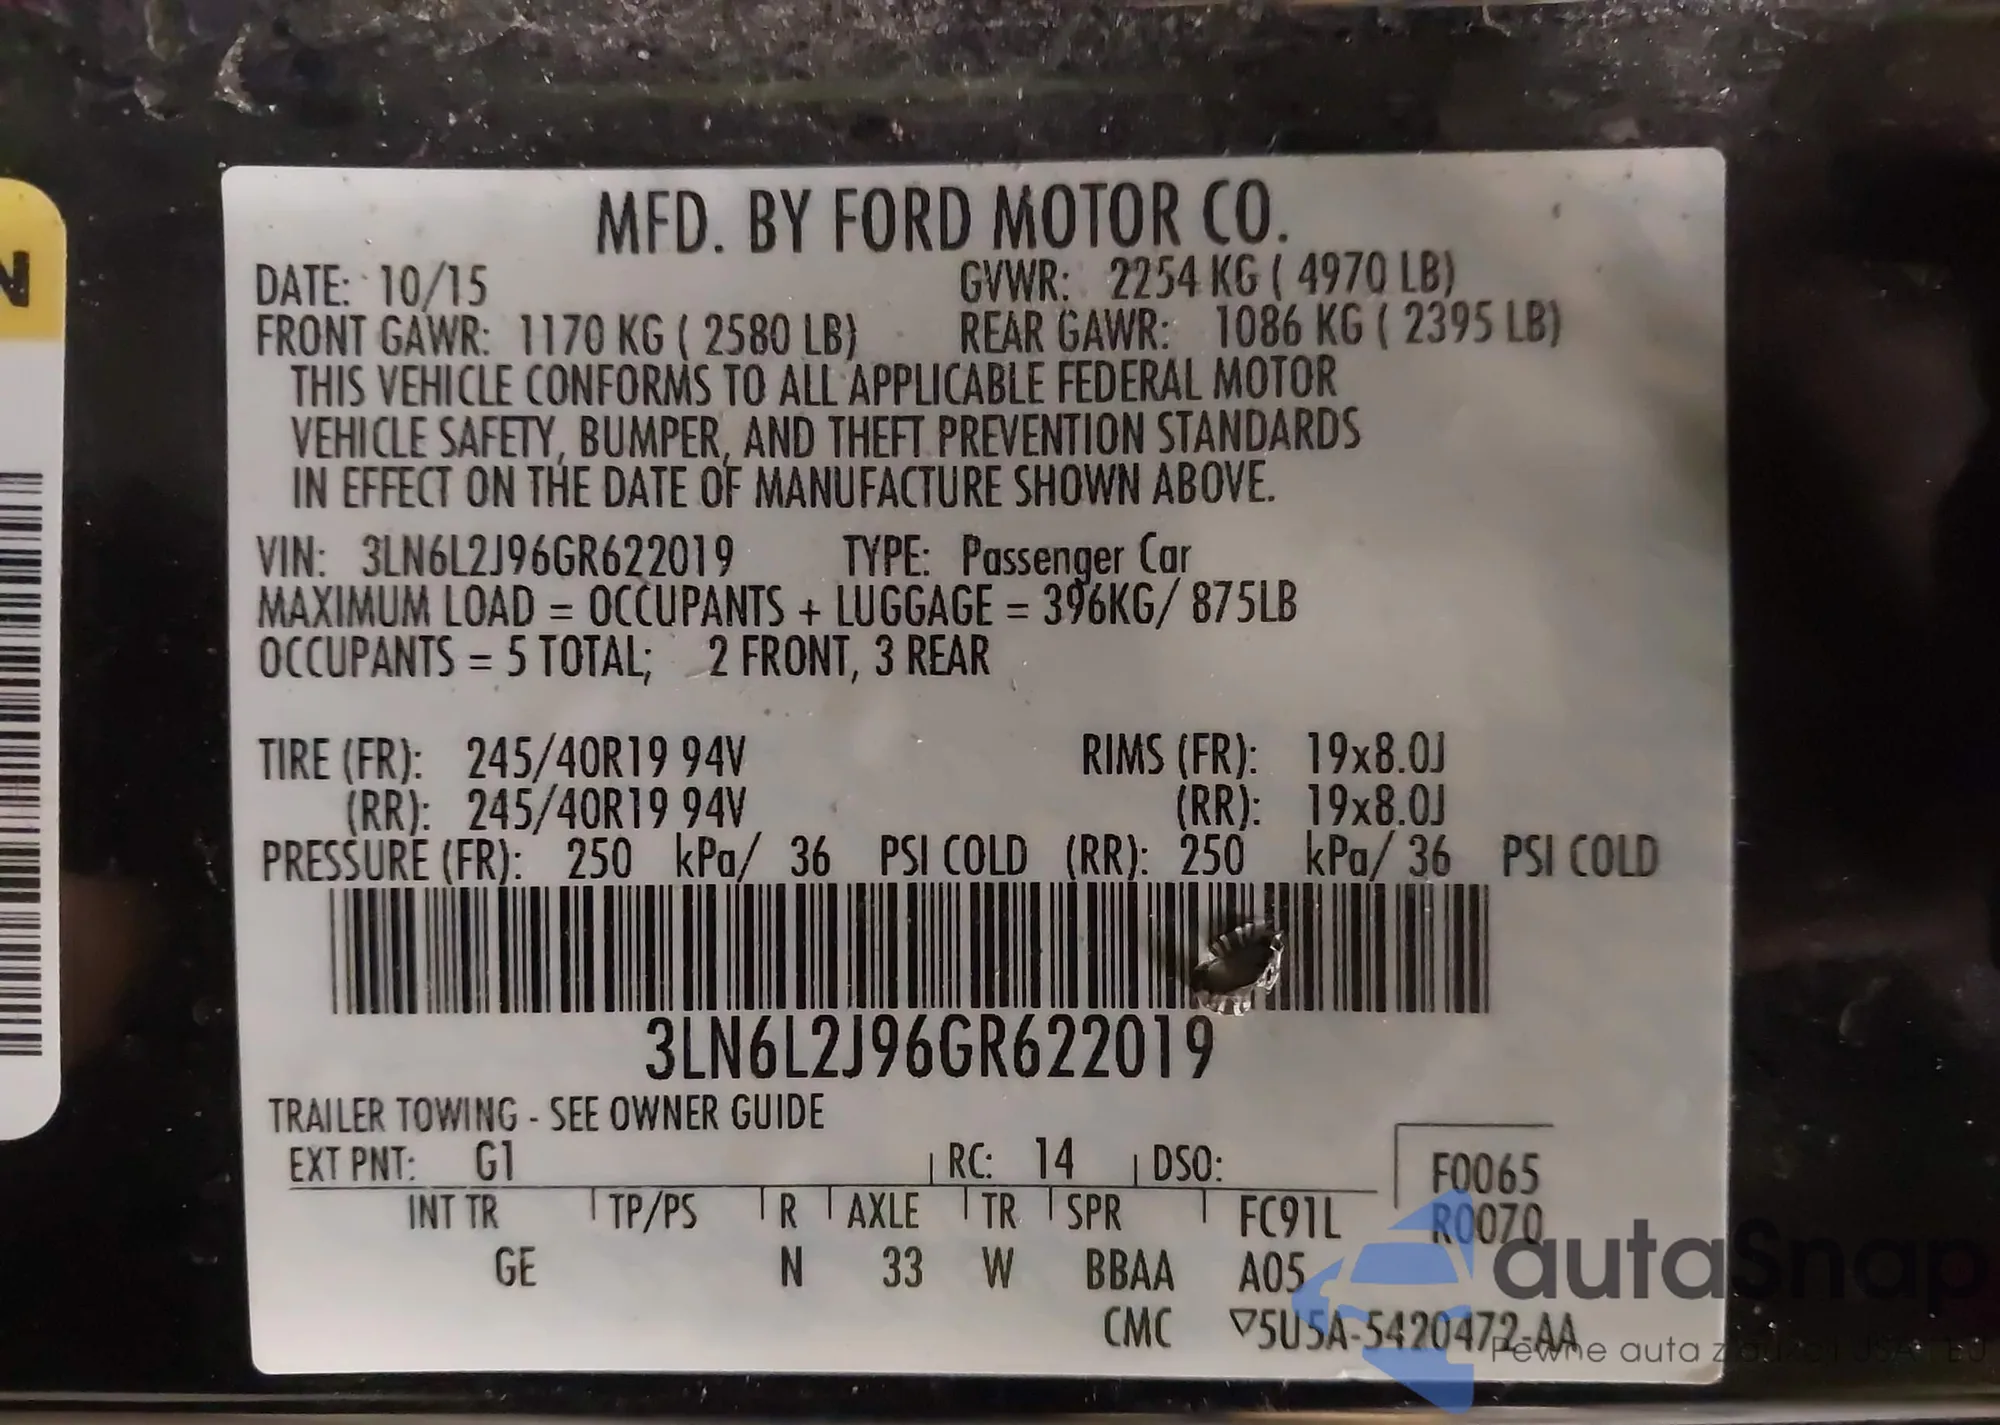 MFD. BY FORD MOTOR CO.
DATE: 10/15 GVWR: 2254 KG ( 4970 LB)
FRONT GAWR: 1170 KG ( 2580 LB) REAR GAWR: 1086 KG ( 2395 LB)
THIS VEHICLE CONFORMS TO ALL APPLICABLE FEDERAL MOTOR
VEHICLE SAFETY, BUMPER, AND THEFT PREVENTION STANDARDS
IN EFFECT ON THE DATE OF MANUFACTURE SHOWN ABOVE.
VIN: 3LN6L2J96GR622019 TYPE: Passenger Car
MAXIMUM LOAD = OCCUPANTS + LUGGAGE = 396KG/ 875LB
OCCUPANTS = 5 TOTAL; 2 FRONT, 3 REAR
TIRE (FR): 245/40R19 94V RIMS (FR): 19x8.0J
(RR): 245/40R19 94V (RR): 19x8.0J
PRESSURE (FR): 250 kPa/ 36 PSI COLD (RR): 250 kPa/ 36 PSI COLD
3LN6L2J96GR622019
TRAILER TOWING - SEE OWNER GUIDE
EXT PNT: G1 RC: 14 DSO: F0065
INT TR TP/PS R AXLE TR SPR FC91L R0070
GE N 33 W BBAA A05
CMC ▽5U5A-5420472-AA
N
autaSnap
Pewne auta z USA EU